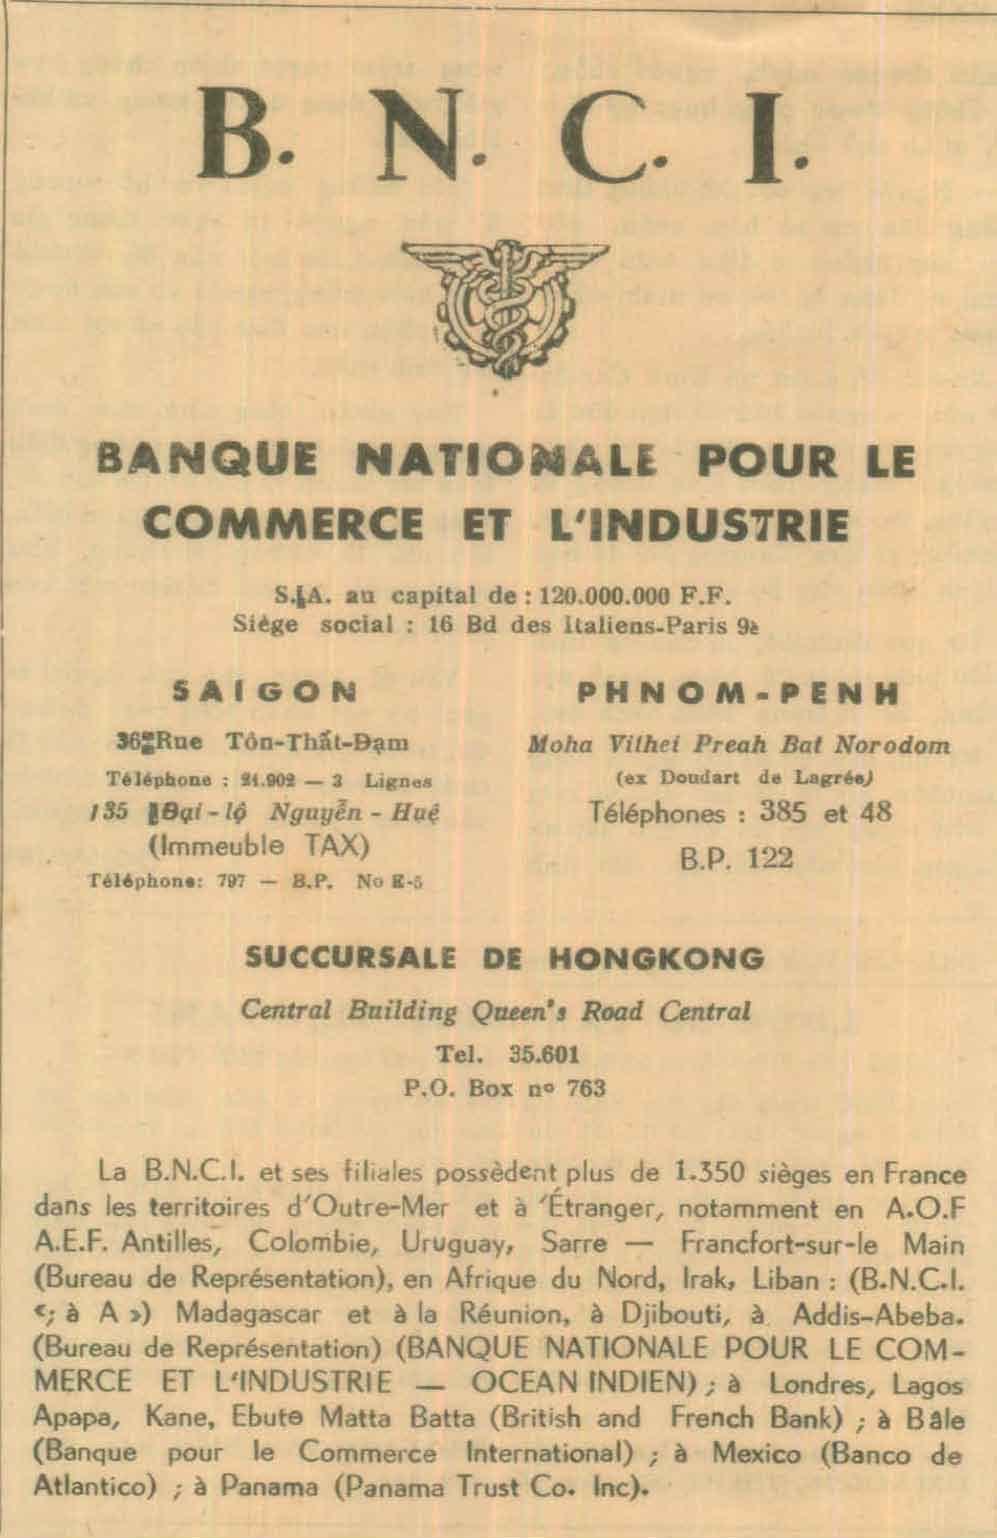 B. N. C. I.
BANQUE NATIONALE POUR LE
COMMERCE ET L'INDUSTRIE
S.A. au capital de : 120.000.000 F.F.
Siège social : 16 Bd des Italiens-Paris 9è
SAIGON
36 Rue Tôn-Thất-Đạm
Téléphone : 21.902 — 3 Lignes
135 Đại-lộ Nguyễn-Huệ
(Immeuble TAX)
Téléphone: 797 — B.P. No E-5
PHNOM-PENH
Moha Vithei Preah Bat Norodom
(ex Doudart de Lagrée)
Téléphones : 385 et 48
B.P. 122
SUCCURSALE DE HONGKONG
Central Building Queen's Road Central
Tel. 35.601
P.O. Box nº 763
La B.N.C.I. et ses filiales possèdent plus de 1.350 sièges en France
dans les territoires d'Outre-Mer et à 'Étranger, notamment en A.O.F
A.E.F. Antilles, Colombie, Uruguay, Sarre — Francfort-sur-le Main
(Bureau de Représentation), en Afrique du Nord, Irak, Liban : (B.N.C.I.
«; à A ») Madagascar et à la Réunion, à Djibouti, à Addis-Abeba.
(Bureau de Représentation) (BANQUE NATIONALE POUR LE COM-
MERCE ET L'INDUSTRIE — OCEAN INDIEN) ; à Londres, Lagos
Apapa, Kane, Ebute Matta Batta (British and French Bank) ; à Bâle
(Banque pour le Commerce International) ; à Mexico (Banco de
Atlantico) ; à Panama (Panama Trust Co. Inc).